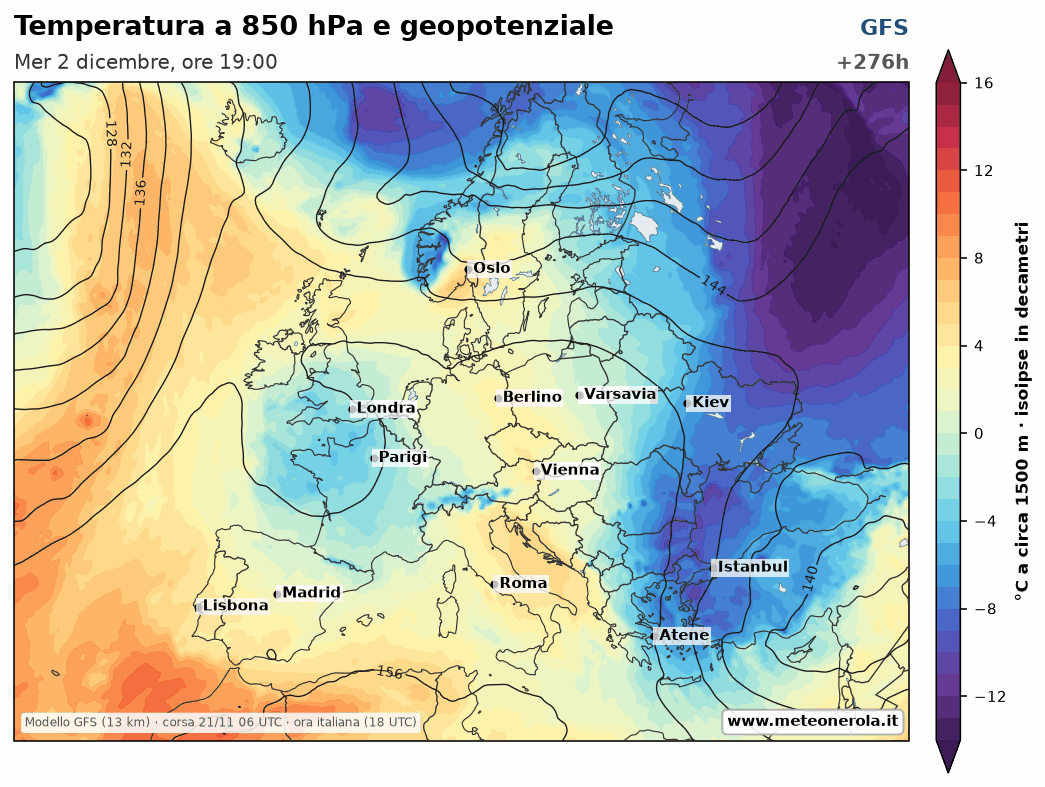 Temperatura a 850 hPa e geopotenziale
GFS
Mer 2 dicembre, ore 19:00
+276h
128
132
136
144
140
156
Oslo
Londra
Berlino
Varsavia
Kiev
Parigi
Vienna
Istanbul
Roma
Madrid
Lisbona
Atene
Modello GFS (13 km) · corsa 21/11 06 UTC · ora italiana (18 UTC)
www.meteonerola.it
16
12
8
4
0
−4
−8
−12
°C a circa 1500 m · isoipse in decametri